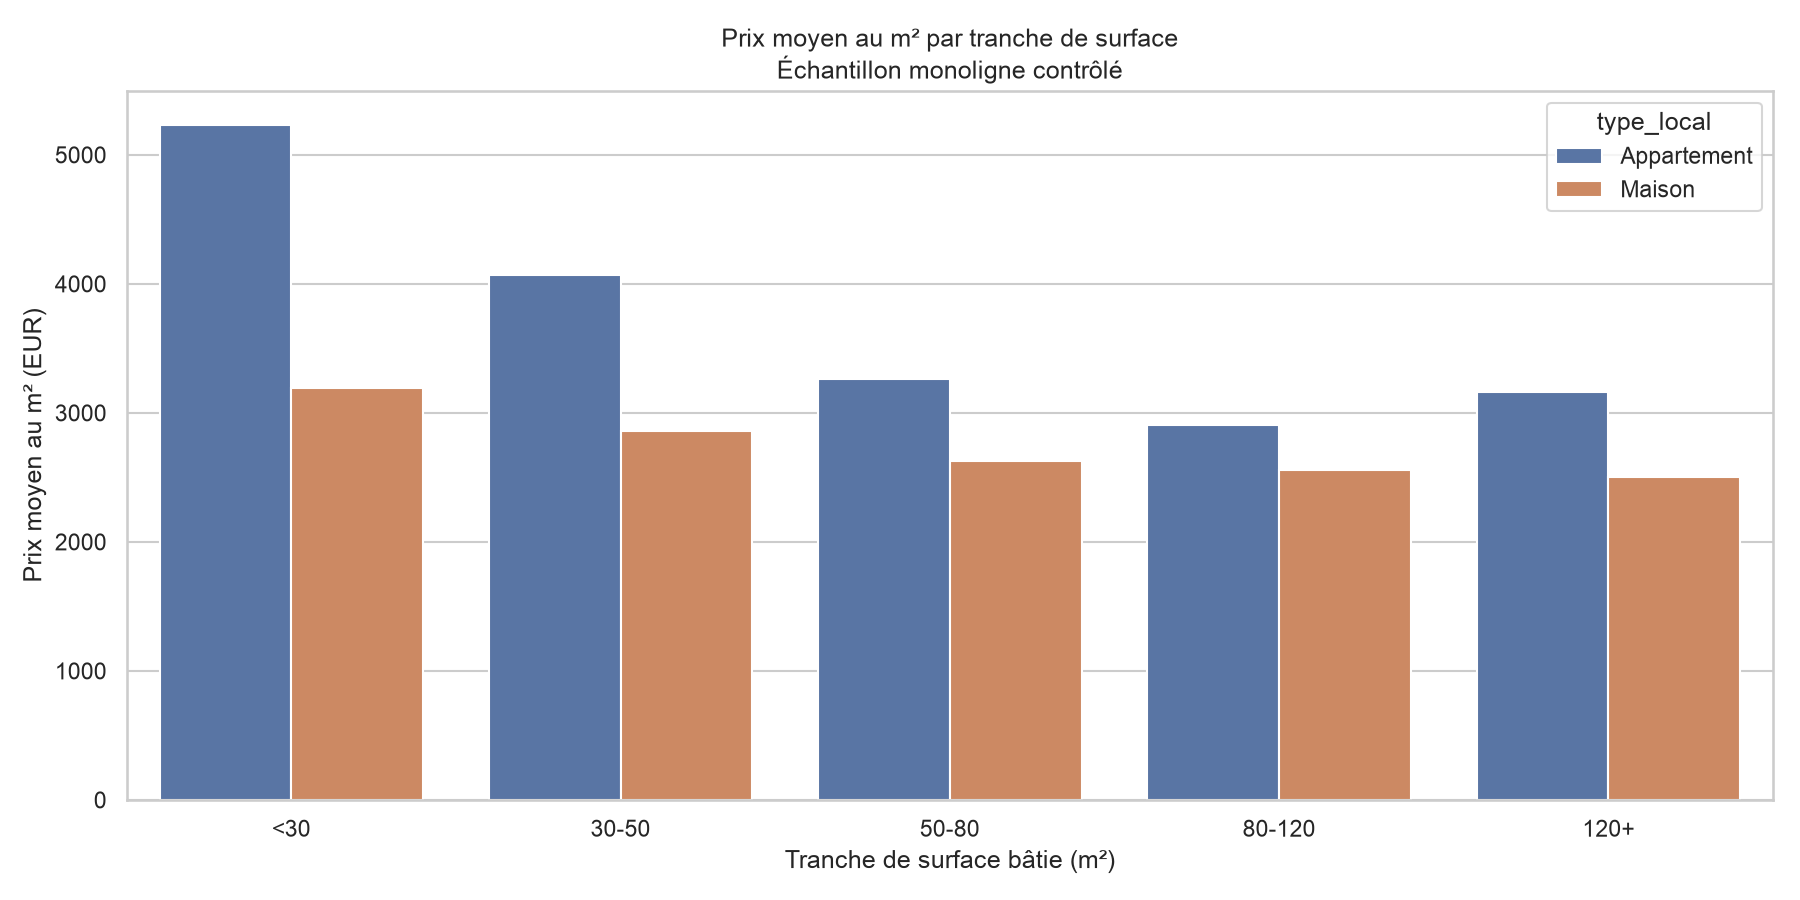 Prix moyen au m² par tranche de surface
Échantillon monoligne contrôlé
type_local
Appartement
Maison
Prix moyen au m² (EUR)
5000
4000
3000
2000
1000
0
<30
30-50
50-80
80-120
120+
Tranche de surface bâtie (m²)